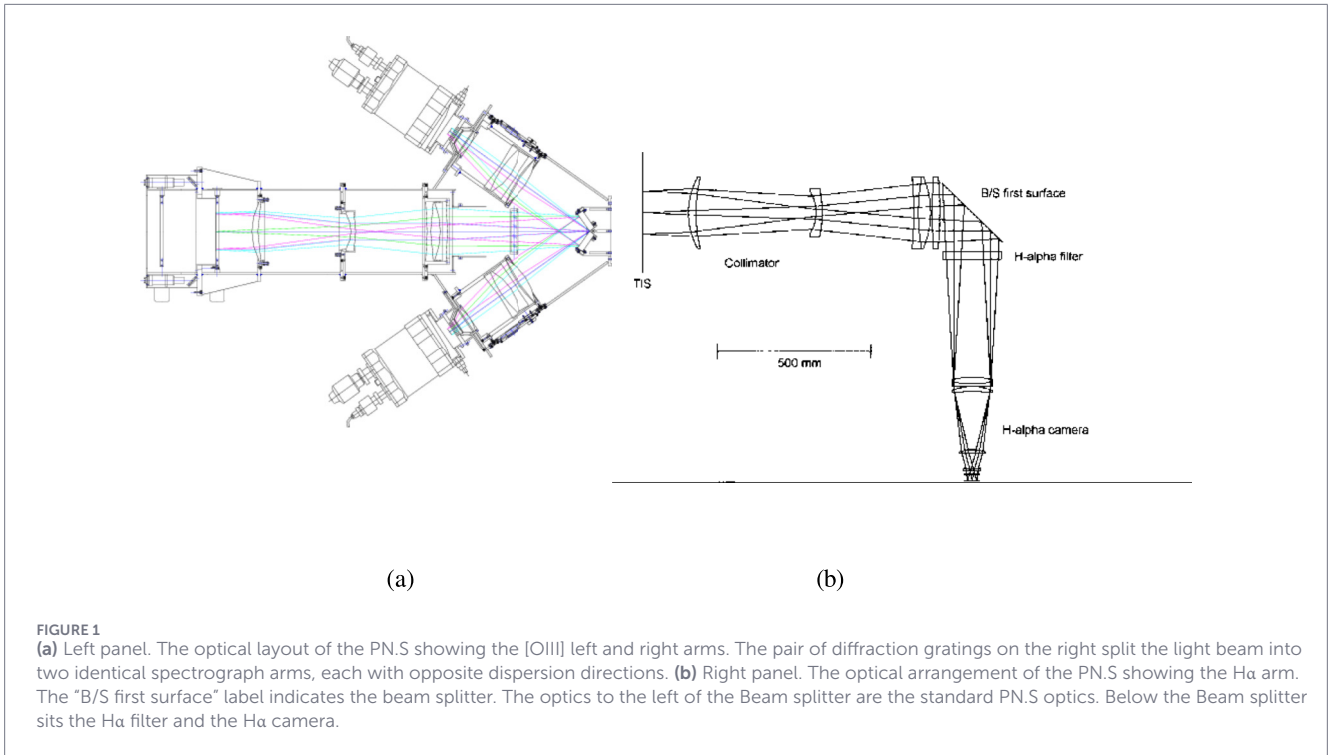 B/S first surface
H-alpha filter
Collimator
TIS
500 mm
H-alpha camera
(a)
(b)
FIGURE 1
(a) Left panel. The optical layout of the PN.S showing the [OIII] left and right arms. The pair of diffraction gratings on the right split the light beam into
two identical spectrograph arms, each with opposite dispersion directions. (b) Right panel. The optical arrangement of the PN.S showing the Hα arm.
The “B/S first surface” label indicates the beam splitter. The optics to the left of the Beam splitter are the standard PN.S optics. Below the Beam splitter
sits the Hα filter and the Hα camera.